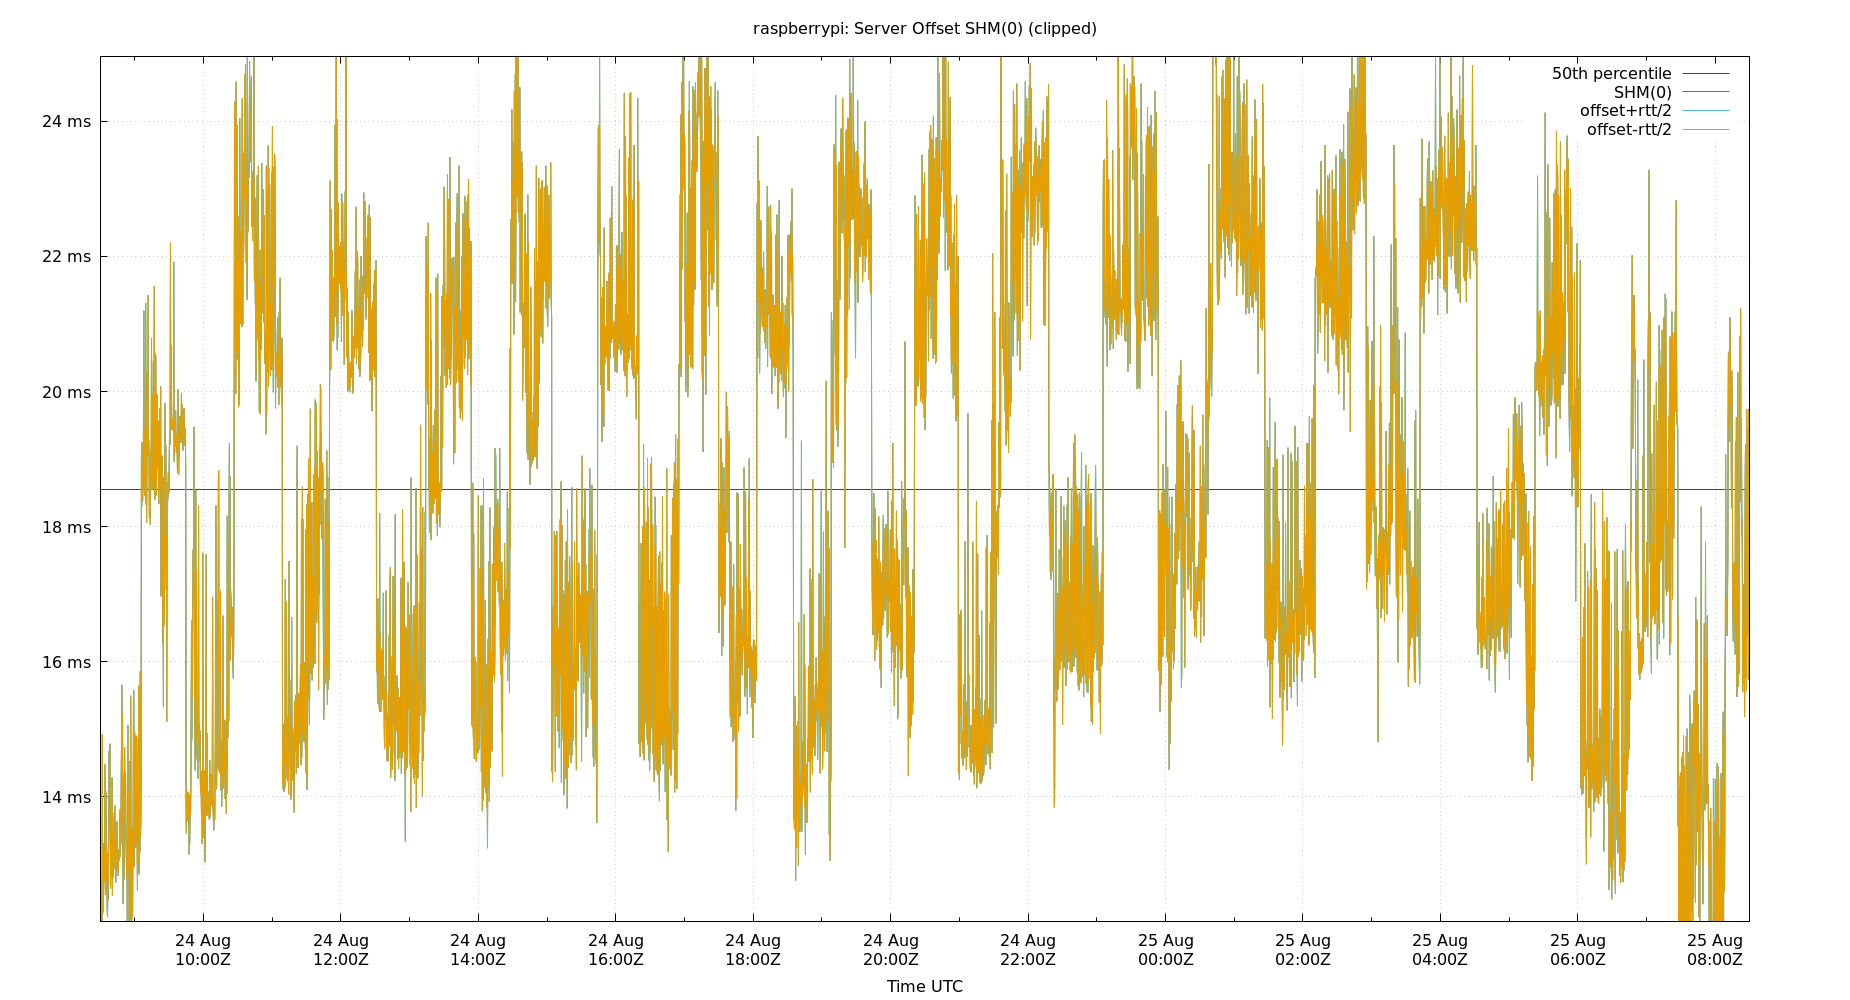 raspberrypi: Server Offset SHM(0) (clipped)
50th percentile
SHM(0)
offset+rtt/2
offset-rtt/2
24 ms
22 ms
20 ms
18 ms
16 ms
14 ms
24 Aug 24 Aug 24 Aug 24 Aug 24 Aug 24 Aug 24 Aug 25 Aug 25 Aug 25 Aug 25 Aug 25 Aug
10:00Z 12:00Z 14:00Z 16:00Z 18:00Z 20:00Z 22:00Z 00:00Z 02:00Z 04:00Z 06:00Z 08:00Z
Time UTC